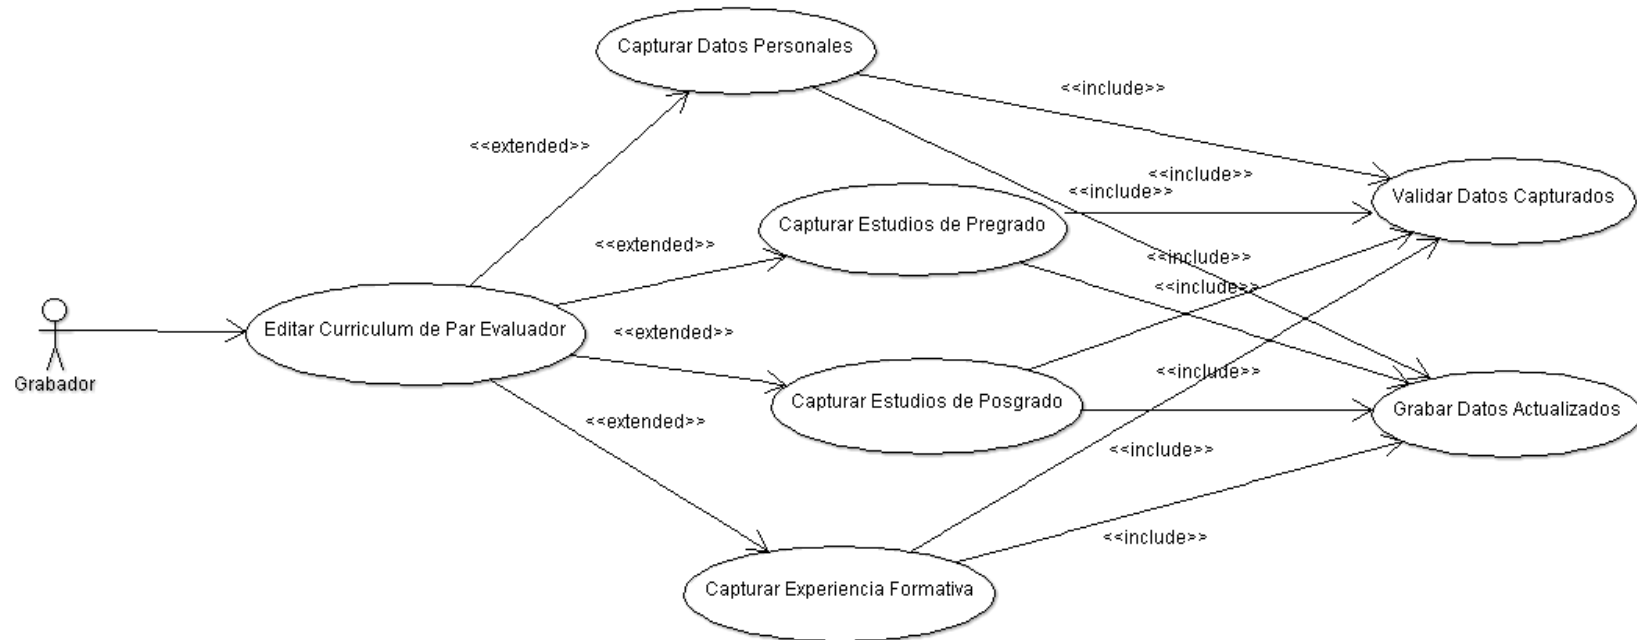 Capturar Datos Personales
<<include>>
<<extended>>
<<include>>
<<include>>
Validar Datos Capturados
Capturar Estudios de Pregrado
<<extended>>
<<include>>
<<include>>
Editar Curriculum de Par Evaluador
<<extended>>
Grabador
<<include>>
Capturar Estudios de Posgrado
Grabar Datos Actualizados
<<extended>>
<<include>>
<<include>>
Capturar Experiencia Formativa